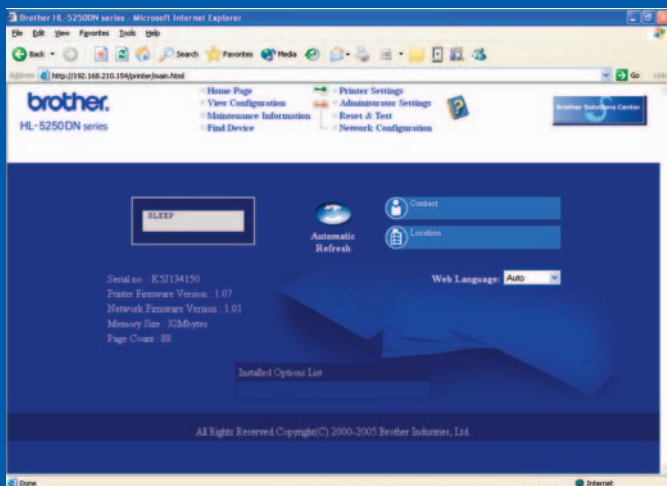 Brother HL-5250DN series - Microsoft Internet Explorer
File Edit View Favorites Tools Help
Back Search Favorites Media
Address http://192.168.210.154/printer/main.html Go Links
brother.
HL-5250DN series
Home Page
View Configuration
Maintenance Information
Find Device
Printer Settings
Administrator Settings
Reset & Test
Network Configuration
Brother Solutions Center
SLEEP
Automatic
Refresh
Contact
Location
Web Language: Auto
Serial no. : K5J134150
Printer Firmware Version : 1.07
Network Firmware Version : 1.01
Memory Size : 32Mbytes
Page Count : 88
Installed Options List
All Rights Reserved Copyright(C) 2000-2005 Brother Industries, Ltd.
Done Internet